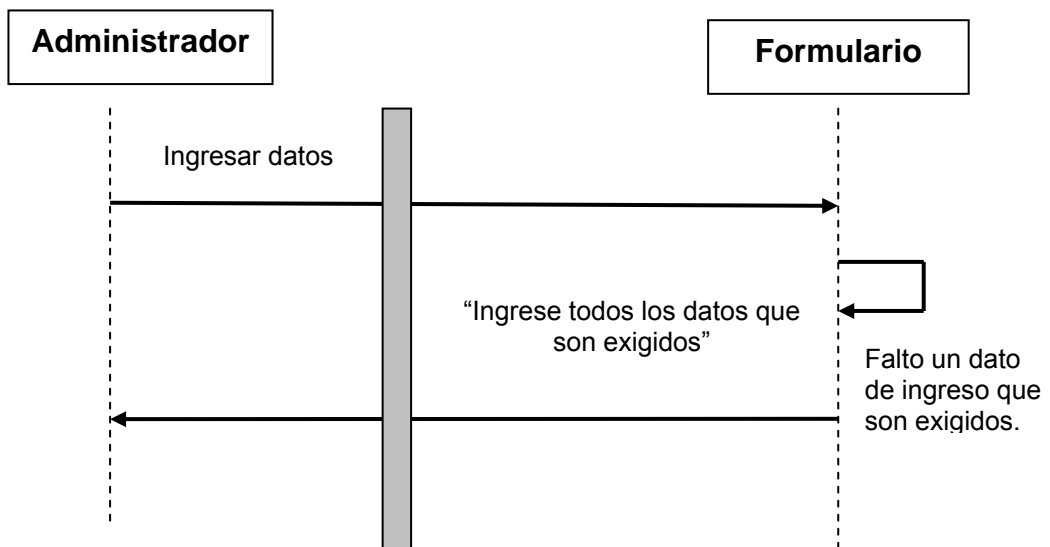 Administrador
Formulario
Ingresar datos
“Ingrese todos los datos que
son exigidos”
Falto un dato
de ingreso que
son exigidos.